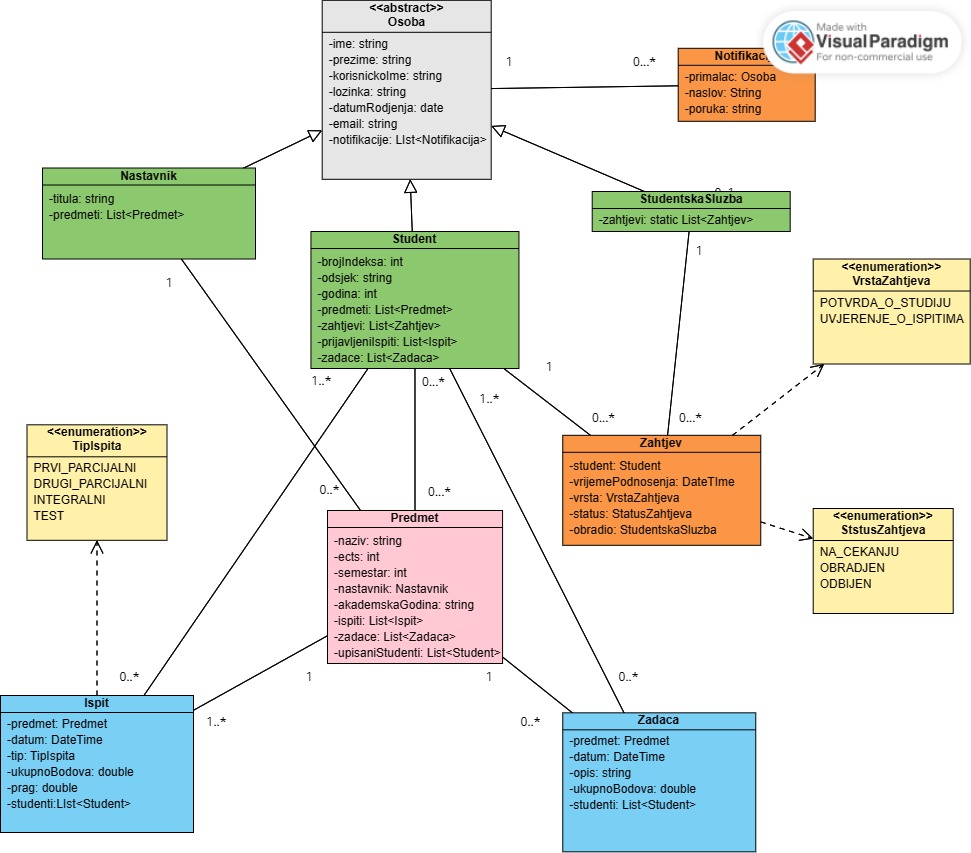 <<abstract>>
Osoba
-ime: string
-prezime: string
-korisnickoIme: string
-lozinka: string
-datumRodjenja: date
-email: string
-notifikacije: LIst<Notifikacija>
1
0...*
Made with
VisualParadigm
For non-commercial use
-primalac: Osoba
-naslov: String
-poruka: string
Nastavnik
-titula: string
-predmeti: List<Predmet>
1
StudentskaSluzba
-zahtjevi: static List<Zahtjev>
1
Student
-brojIndeksa: int
-odsjek: string
-godina: int
-predmeti: List<Predmet>
-zahtjevi: List<Zahtjev>
-prijavljeniIspiti: List<Ispit>
-zadace: List<Zadaca>
1..*
0...*
1..*
1
<<enumeration>>
VrstaZahtjeva
POTVRDA_O_STUDIJU
UVJERENJE_O_ISPITIMA
0...*
0...*
<<enumeration>>
TipIspita
PRVI_PARCIJALNI
DRUGI_PARCIJALNI
INTEGRALNI
TEST
Zahtjev
-student: Student
-vrijemePodnosenja: DateTIme
-vrsta: VrstaZahtjeva
-status: StatusZahtjeva
-obradio: StudentskaSluzba
0..*
0...*
Predmet
-naziv: string
-ects: int
-semestar: int
-nastavnik: Nastavnik
-akademskaGodina: string
-ispiti: List<Ispit>
-zadace: List<Zadaca>
-upisaniStudenti: List<Student>
<<enumeration>>
StstusZahtjeva
NA_CEKANJU
OBRADJEN
ODBIJEN
0..*
1
1
0..*
1..*
0..*
Ispit
-predmet: Predmet
-datum: DateTime
-tip: TipIspita
-ukupnoBodova: double
-prag: double
-studenti:LIst<Student>
Zadaca
-predmet: Predmet
-datum: DateTime
-opis: string
-ukupnoBodova: double
-studenti: List<Student>